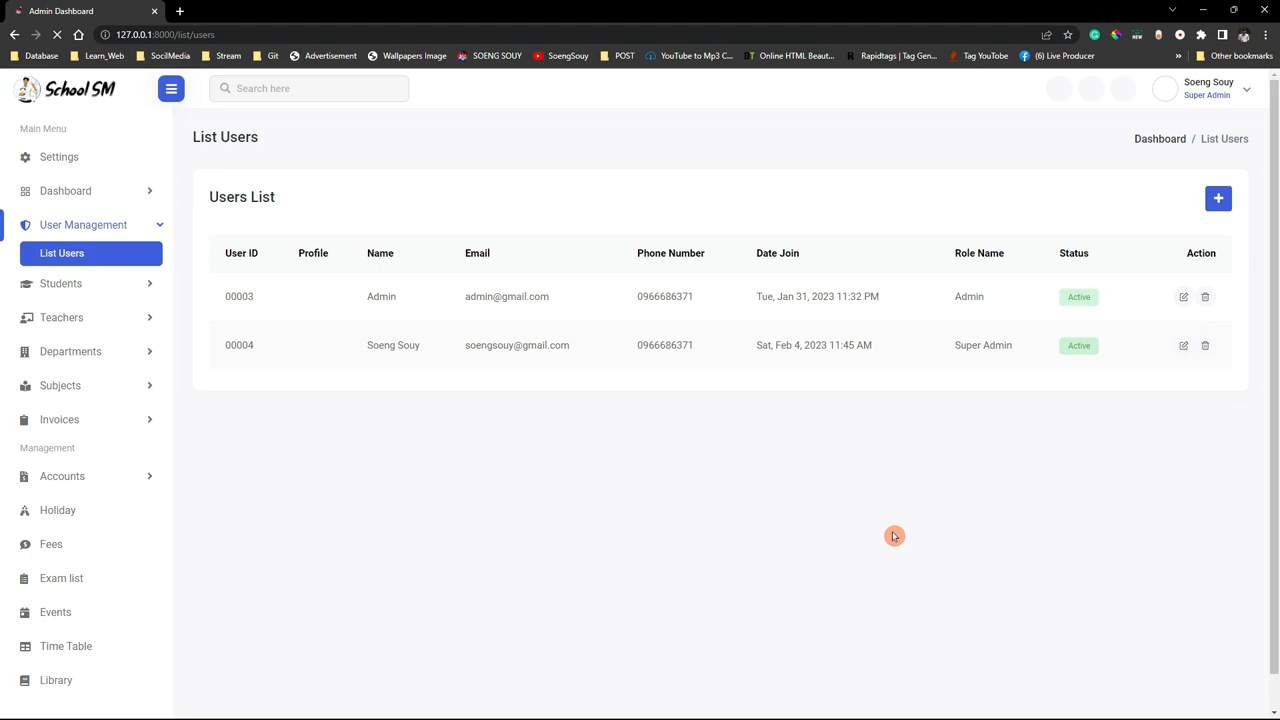 Admin Dashboard
127.0.0.1:8000/list/users
Database Learn_Web SocilMedia Stream Git Advertisement Wallpapers Image SOENG SOUY SoengSouy POST YouTube to Mp3 C... Online HTML Beaut... Rapidtags | Tag Gen... Tag YouTube (6) Live Producer » Other bookmarks
School SM
Search here
Soeng Souy
Super Admin
Main Menu
Settings
Dashboard
User Management
List Users
Students
Teachers
Departments
Subjects
Invoices
Management
Accounts
Holiday
Fees
Exam list
Events
Time Table
Library
List Users
Dashboard / List Users
Users List
User ID Profile Name Email Phone Number Date Join Role Name Status Action
00003 Admin admin@gmail.com 0966686371 Tue, Jan 31, 2023 11:32 PM Admin Active
00004 Soeng Souy soengsouy@gmail.com 0966686371 Sat, Feb 4, 2023 11:45 AM Super Admin Active